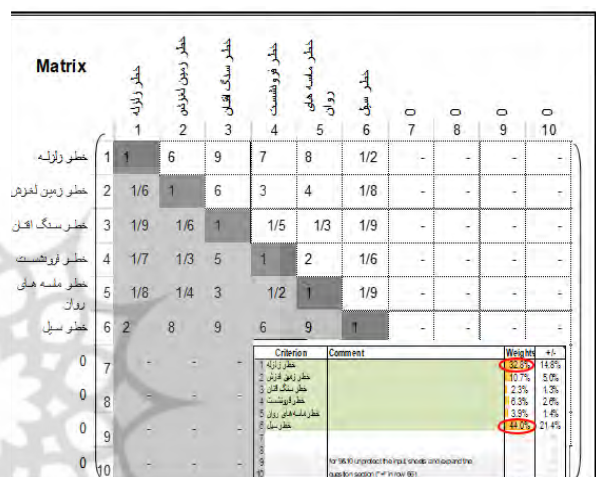 Matrix
خطر زلزله
خطر زمین لغزش
خطر سنگ افتان
خطر فرونشست
خطر ماسه های روان
خطر سیل
0 0 0 0
1 2 3 4 5 6 7 8 9 10
خطر زلزله 1 1 6 9 7 8 1/2 - - - -
خطر زمین لغزش 2 1/6 1 6 3 4 1/8 - - - -
خطر سنگ افتان 3 1/9 1/6 1 1/5 1/3 1/9 - - - -
خطر فرونشست 4 1/7 1/3 5 1 2 1/6 - - - -
خطر ماسه های روان 5 1/8 1/4 3 1/2 1 1/9 - - - -
خطر سیل 6 2 8 9 6 9 1 - - - -
0 7 - - -
0 8 - - -
0 9 - - -
0 10 - - -
Criterion Comment Weights +/-
1 خطر زلزله 32.8% 14.8%
2 خطر زمین لغزش 10.7% 5.0%
3 خطر سنگ افتان 2.3% 1.3%
4 خطر فرونشست 6.3% 2.6%
5 خطر ماسه های روان 3.9% 1.4%
6 خطر سیل 44.0% 21.4%
7
8
9 for 9&10 unprotect the input sheets and expand the
10 question section ("+" in row 66)